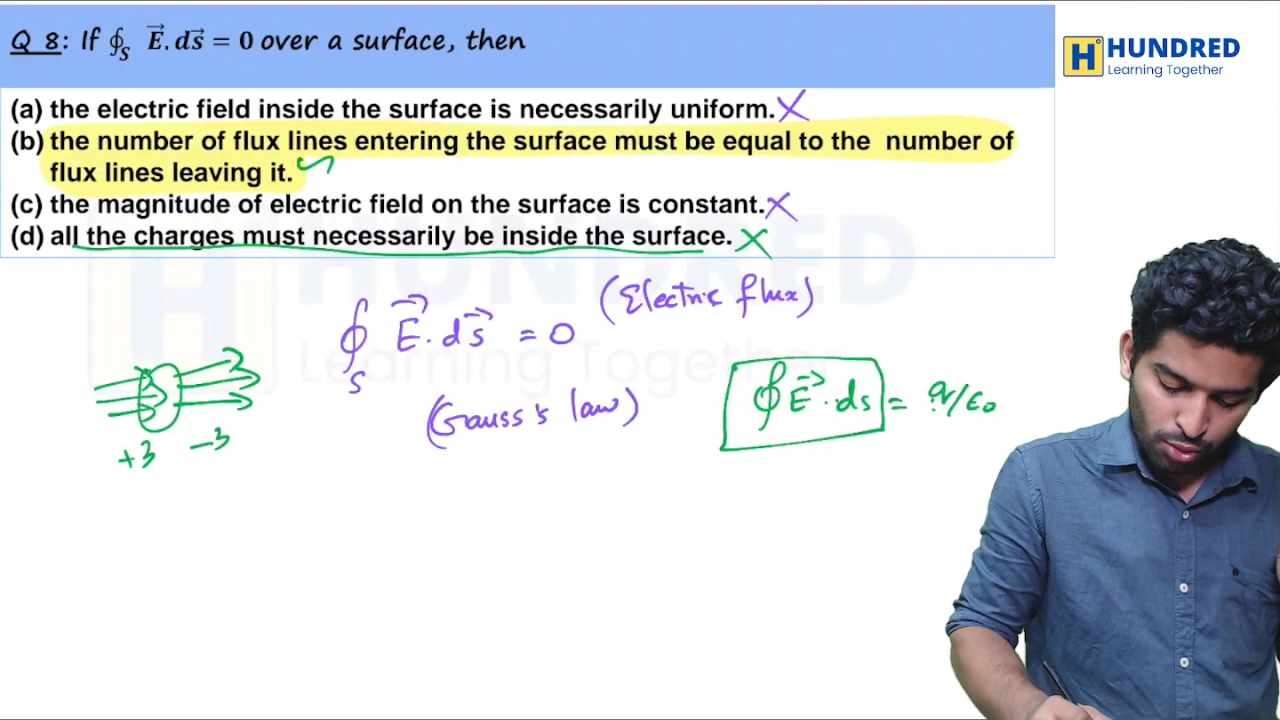 Q 8: If ∮S E⃗.ds⃗ = 0 over a surface, then
HUNDRED
Learning Together
(a) the electric field inside the surface is necessarily uniform.
(b) the number of flux lines entering the surface must be equal to the number of
flux lines leaving it.
(c) the magnitude of electric field on the surface is constant.
(d) all the charges must necessarily be inside the surface.
HUNDRED
Learning Together
∮S E⃗.ds⃗ = 0
(Electric flux)
+3 -3
(Gauss's law)
∮E⃗.ds = q/ε0